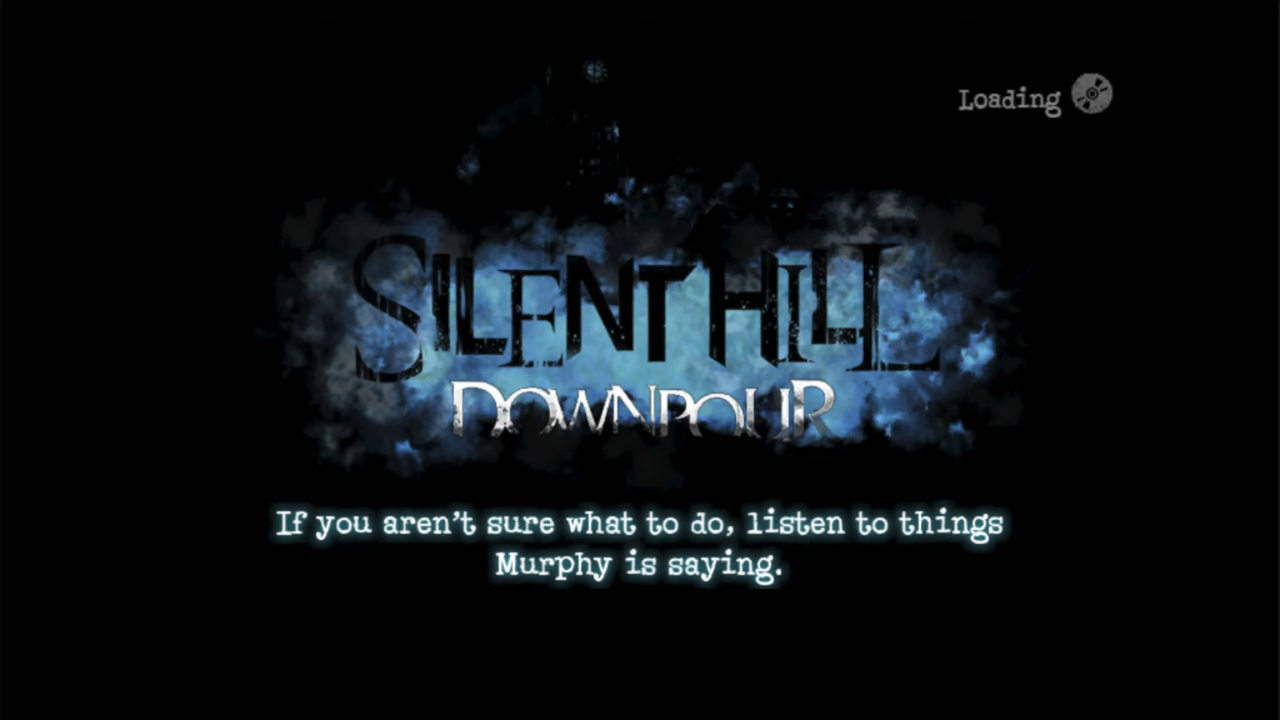 Loading
SILENT HILL
DOWNPOUR
If you aren't sure what to do, listen to things
Murphy is saying.